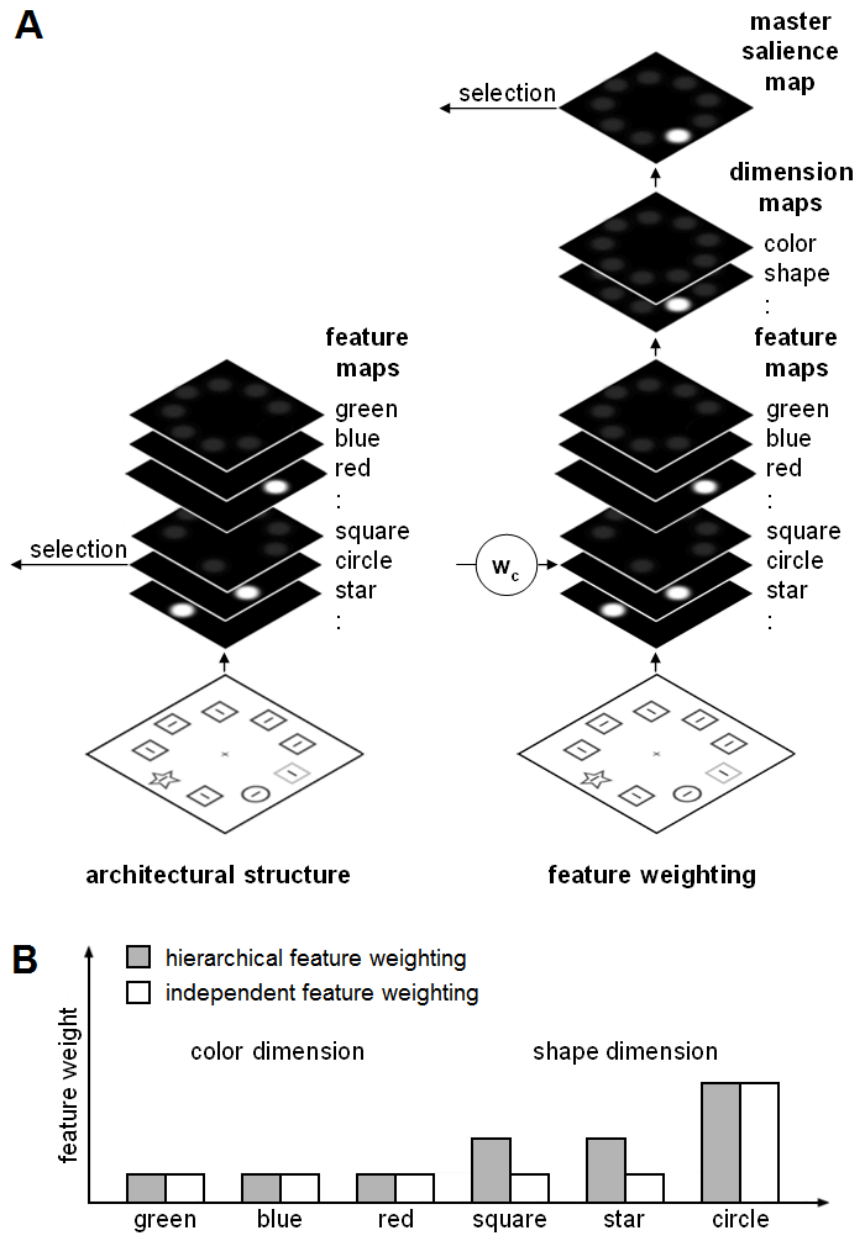 A
master
salience
map
selection
dimension
maps
color
shape
:
feature
maps
green
blue
red
:
square
circle
star
:
selection
feature
maps
green
blue
red
:
square
circle
star
:
wc
architectural structure
feature weighting
B
hierarchical feature weighting
independent feature weighting
color dimension
shape dimension
feature weight
green
blue
red
square
star
circle